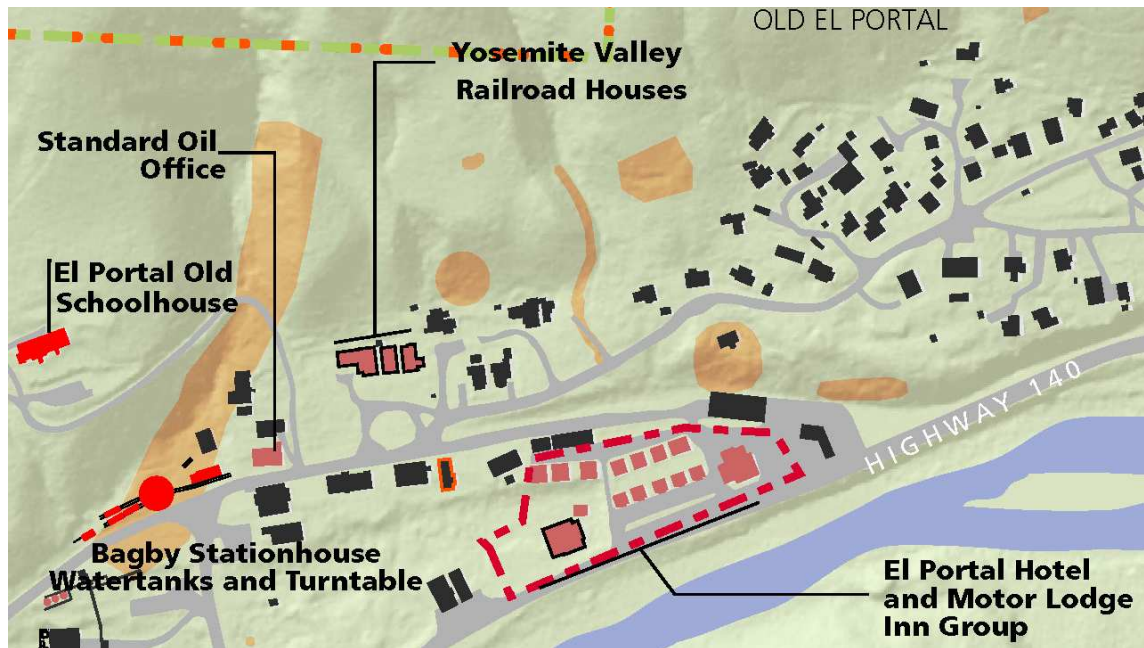 OLD EL PORTAL
Yosemite Valley
Railroad Houses
Standard Oil
Office
El Portal Old
Schoolhouse
HIGHWAY 140
Bagby Stationhouse
Watertanks and Turntable
El Portal Hotel
and Motor Lodge
Inn Group